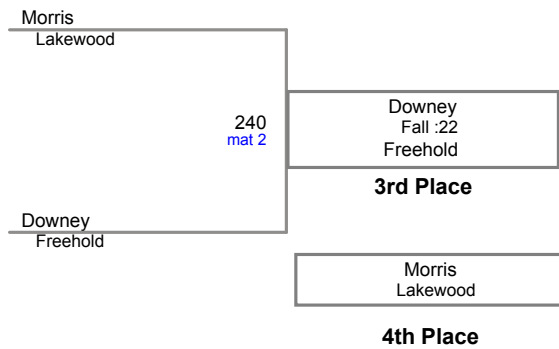 Morris
Lakewood
240
mat 2
Downey
Fall :22
Freehold
3rd Place
Downey
Freehold
Morris
Lakewood
4th Place